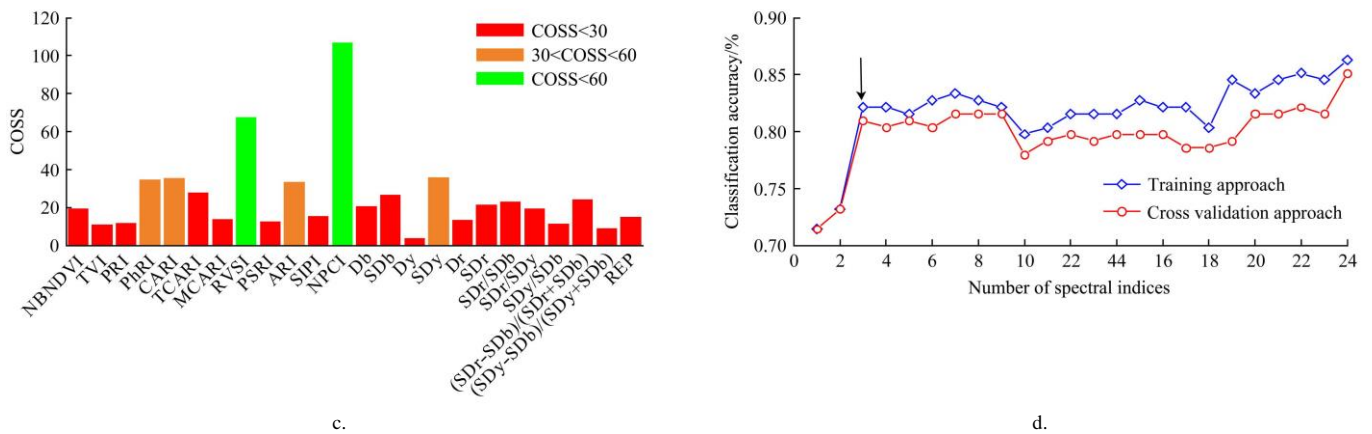 120
100
80
60
40
20
0
COSS
COSS<30
30<COSS<60
COSS<60
NBNDVI
TVI
PRI
PhRI
CARI
TCARI
MCARI
RVSI
PSRI
ARI
SIPI
NPCI
Db
SDb
Dy
SDy
Dr
SDr
SDr/SDb
SDr/SDy
SDy/SDb
(SDr-SDb)/(SDr+SDb)
(SDy-SDb)/(SDy+SDb)
REP
c.
0.90
0.85
0.80
0.75
0.70
Classification accuracy/%
Training approach
Cross validation approach
0 2 4 6 8 10 22 44 16 18 20 22 24
Number of spectral indices
d.